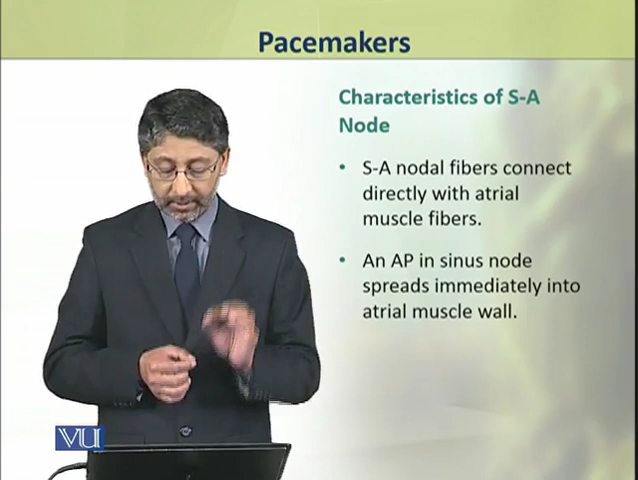 Pacemakers
Characteristics of S-A
Node
• S-A nodal fibers connect
directly with atrial
muscle fibers.
• An AP in sinus node
spreads immediately into
atrial muscle wall.
VU